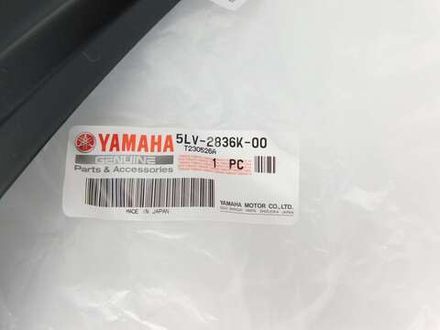 YAMAHA
GENUINE
Parts & Accessories
5LV-2836K-00
T230526A
1 PC
MADE IN JAPAN
YAMAHA MOTOR CO., LTD.